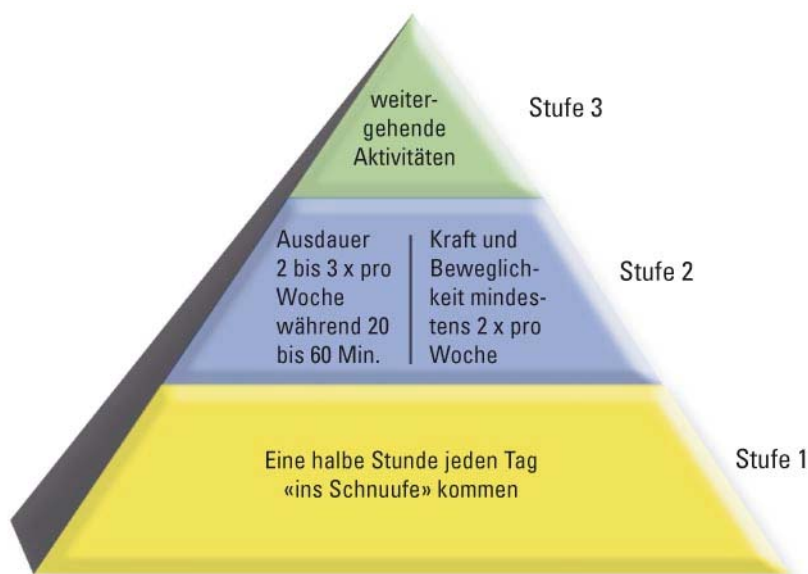 weiter-
gehende
Aktivitäten
Stufe 3
Ausdauer
2 bis 3 x pro
Woche
während 20
bis 60 Min.
Kraft und
Beweglich-
keit mindes-
tens 2 x pro
Woche
Stufe 2
Eine halbe Stunde jeden Tag
«ins Schnuufe» kommen
Stufe 1